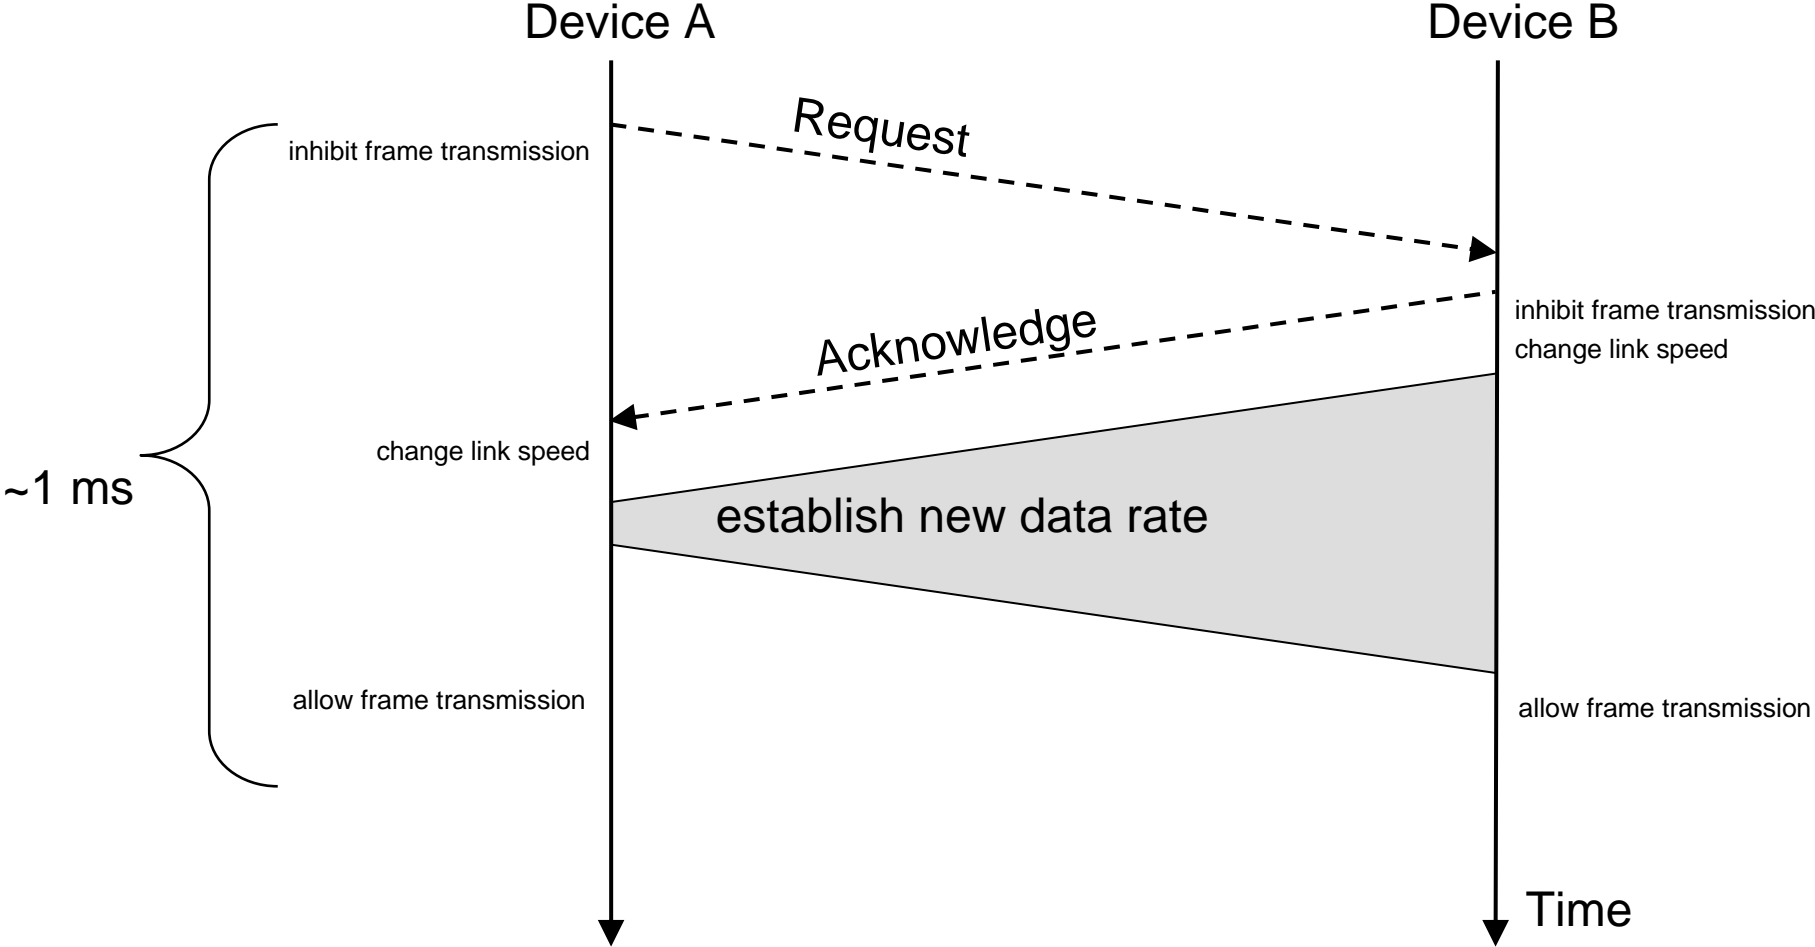 Device A
Device B
Request
inhibit frame transmission
inhibit frame transmission
change link speed
Acknowledge
change link speed
~1 ms
establish new data rate
allow frame transmission
allow frame transmission
Time